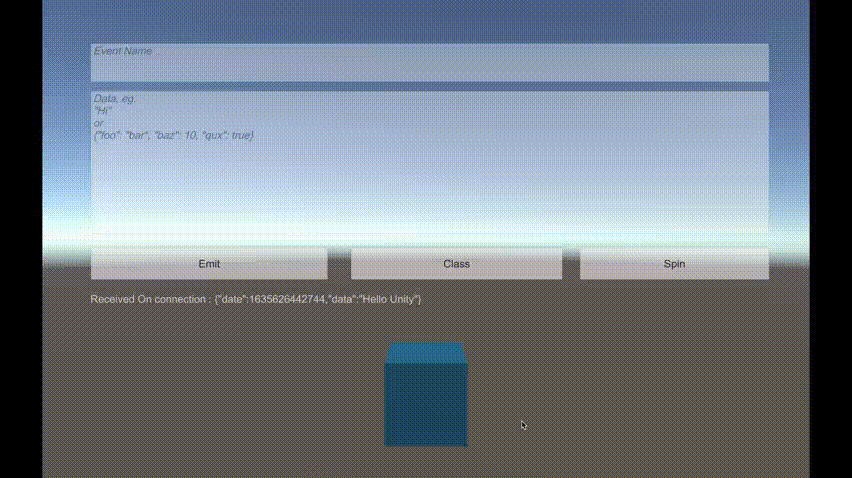 Event Name ...
Data, eg.
"Hi"
or
{"foo": "bar", "baz": 10, "qux": true}
Emit
Class
Spin
Received On connection : {"date":1635626442744,"data":"Hello Unity"}